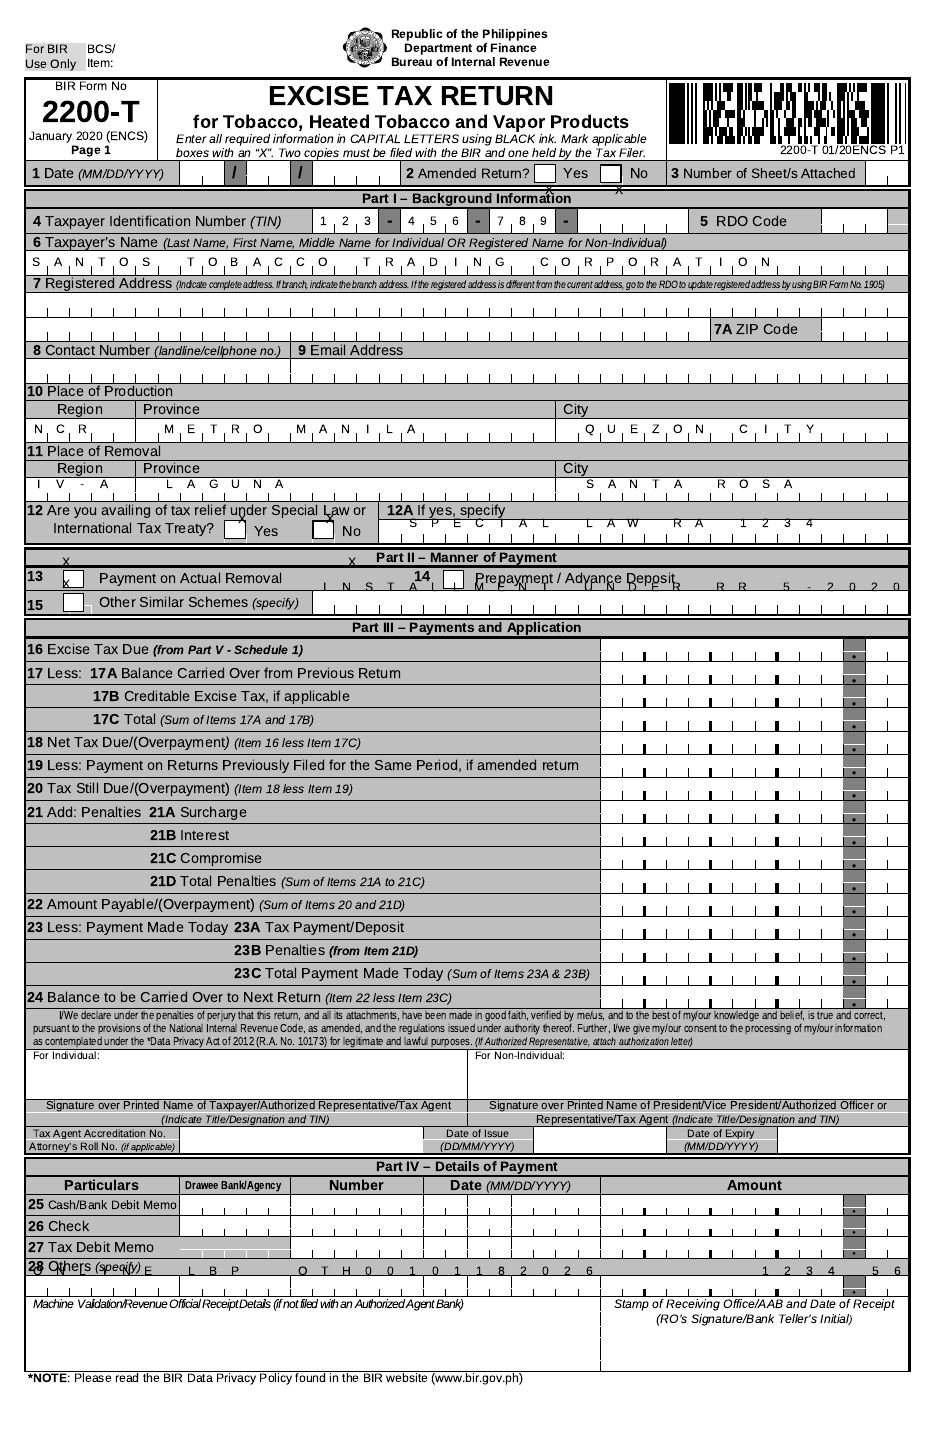 Republic of the Philippines
For BIR BCS/ Department of Finance
Use Only Item: Bureau of Internal Revenue
BIR Form No
2200-T
January 2020 (ENCS)
Page 1
EXCISE TAX RETURN
for Tobacco, Heated Tobacco and Vapor Products
Enter all required information in CAPITAL LETTERS using BLACK ink. Mark applicable
boxes with an "X". Two copies must be filed with the BIR and one held by the Tax Filer.
2200-T 01/20ENCS P1
1 Date (MM/DD/YYYY) / / 2 Amended Return? Yes No 3 Number of Sheet/s Attached
X X
Part I – Background Information
4 Taxpayer Identification Number (TIN) 1 2 3 - 4 5 6 - 7 8 9 - 5 RDO Code
6 Taxpayer's Name (Last Name, First Name, Middle Name for Individual OR Registered Name for Non-Individual)
SANTOS TOBACCO TRADING CORPORATION
7 Registered Address (Indicate complete address. If branch, indicate the branch address. If the registered address is different from the current address, go to the RDO to update registered address by using BIR Form No. 1905)
7A ZIP Code
8 Contact Number (landline/cellphone no.) 9 Email Address
10 Place of Production
Region Province City
NCR METRO MANILA QUEZON CITY
11 Place of Removal
Region Province City
IV-A LAGUNA SANTA ROSA
12 Are you availing of tax relief under Special Law or 12A If yes, specify
International Tax Treaty? X Yes X No SPECIAL LAW RA 1234
Part II – Manner of Payment
X X
13 Payment on Actual Removal 14 Prepayment / Advance Deposit
X INSTALLMENT UNDER RR 5-2020
15 Other Similar Schemes (specify)
Part III – Payments and Application
16 Excise Tax Due (from Part V - Schedule 1)
17 Less: 17A Balance Carried Over from Previous Return
17B Creditable Excise Tax, if applicable
17C Total (Sum of Items 17A and 17B)
18 Net Tax Due/(Overpayment) (Item 16 less Item 17C)
19 Less: Payment on Returns Previously Filed for the Same Period, if amended return
20 Tax Still Due/(Overpayment) (Item 18 less Item 19)
21 Add: Penalties 21A Surcharge
21B Interest
21C Compromise
21D Total Penalties (Sum of Items 21A to 21C)
22 Amount Payable/(Overpayment) (Sum of Items 20 and 21D)
23 Less: Payment Made Today 23A Tax Payment/Deposit
23B Penalties (from Item 21D)
23C Total Payment Made Today (Sum of Items 23A & 23B)
24 Balance to be Carried Over to Next Return (Item 22 less Item 23C)
I/We declare under the penalties of perjury that this return, and all its attachments, have been made in good faith, verified by me/us, and to the best of my/our knowledge and belief, is true and correct,
pursuant to the provisions of the National Internal Revenue Code, as amended, and the regulations issued under authority thereof. Further, I/we give my/our consent to the processing of my/our information
as contemplated under the *Data Privacy Act of 2012 (R.A. No. 10173) for legitimate and lawful purposes. (If Authorized Representative, attach authorization letter)
For Individual: For Non-Individual:
Signature over Printed Name of Taxpayer/Authorized Representative/Tax Agent Signature over Printed Name of President/Vice President/Authorized Officer or
(Indicate Title/Designation and TIN) Representative/Tax Agent (Indicate Title/Designation and TIN)
Tax Agent Accreditation No. Date of Issue Date of Expiry
Attorney's Roll No. (if applicable) (DD/MM/YYYY) (MM/DD/YYYY)
Part IV – Details of Payment
Particulars Drawee Bank/Agency Number Date (MM/DD/YYYY) Amount
25 Cash/Bank Debit Memo
26 Check
27 Tax Debit Memo
28 Others (specify)
ONLINE LBP OTH00101182026 1234 56
Machine Validation/Revenue Official Receipt Details (if not filed with an Authorized Agent Bank) Stamp of Receiving Office/AAB and Date of Receipt
(RO's Signature/Bank Teller's Initial)
*NOTE: Please read the BIR Data Privacy Policy found in the BIR website (www.bir.gov.ph)